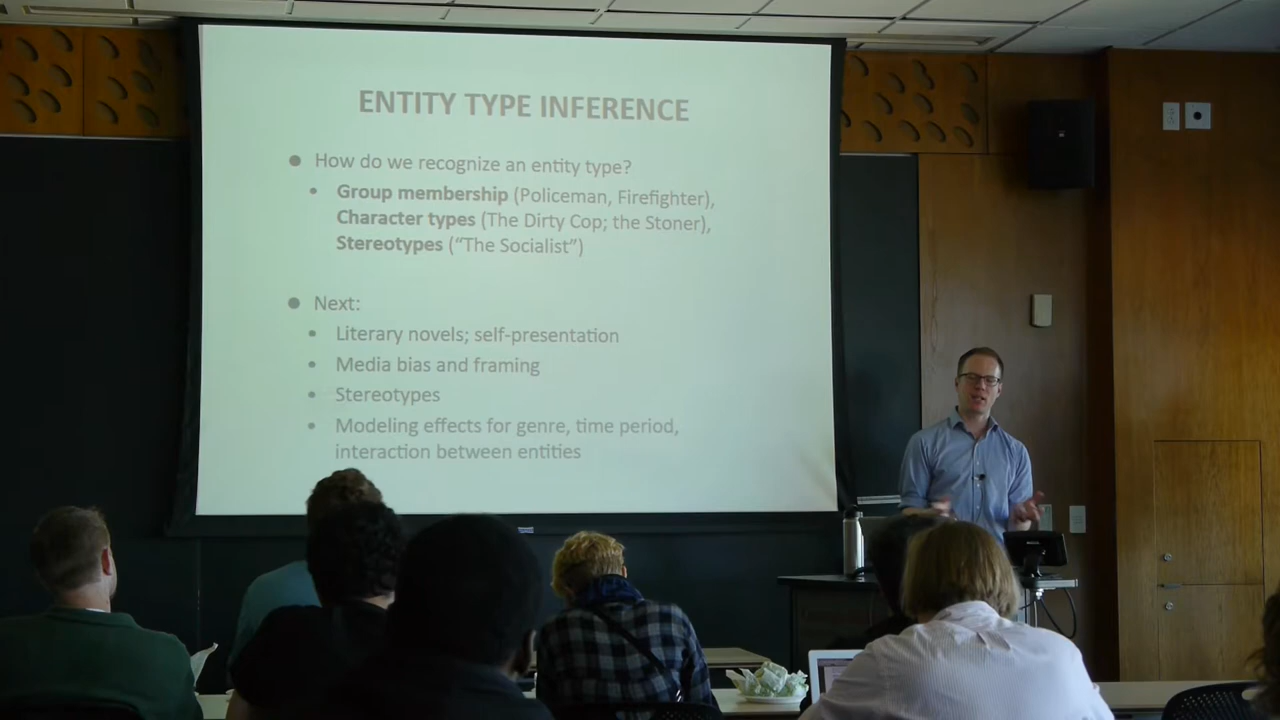 ENTITY TYPE INFERENCE
How do we recognize an entity type?
Group membership (Policeman, Firefighter),
Character types (The Dirty Cop; the Stoner),
Stereotypes (“The Socialist”)
Next:
Literary novels; self-presentation
Media bias and framing
Stereotypes
Modeling effects for genre, time period,
interaction between entities